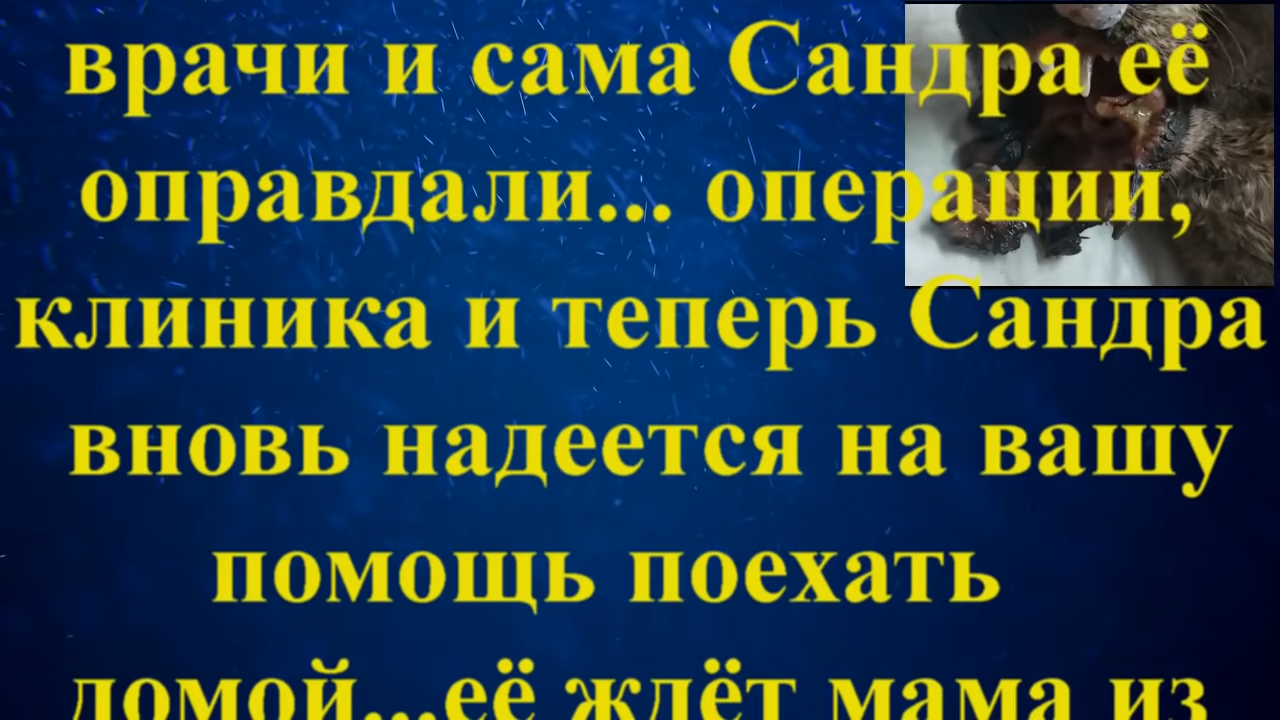 врачи и сама Сандра её
оправдали... операции,
клиника и теперь Сандра
вновь надеется на вашу
помощь поехать
домой...её ждёт мама из